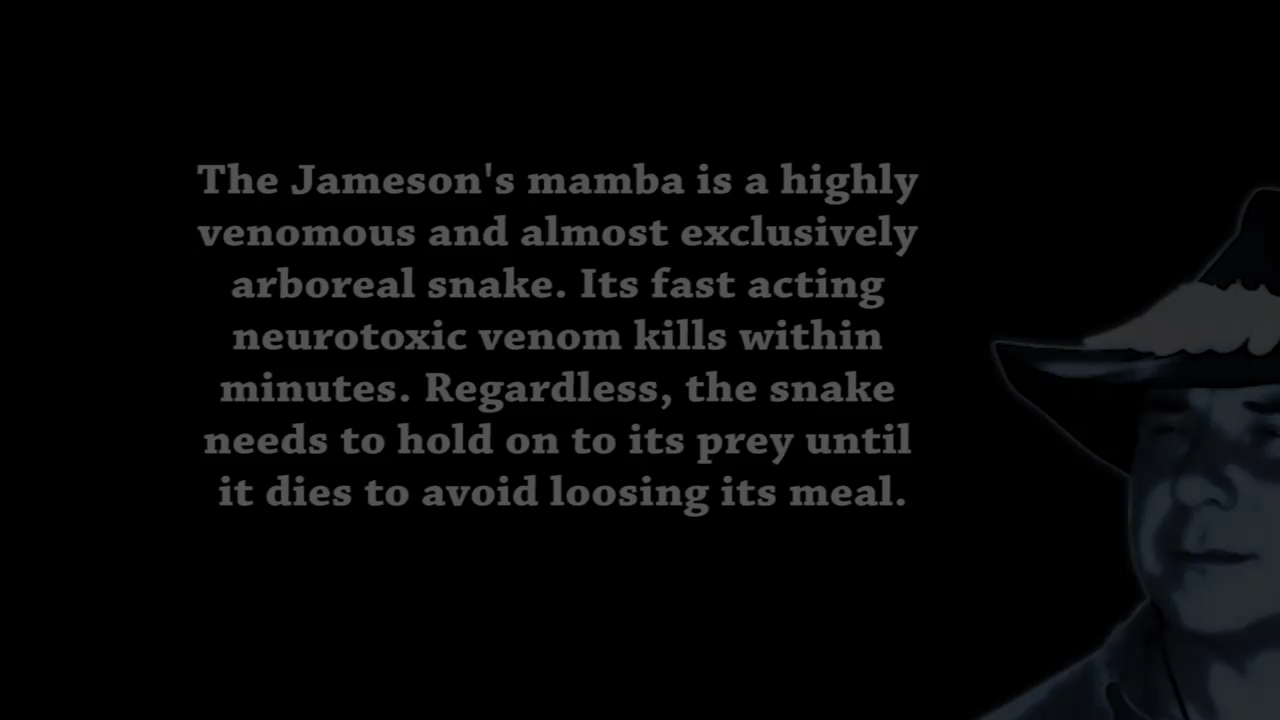 The Jameson's mamba is a highly
venomous and almost exclusively
arboreal snake. Its fast acting
neurotoxic venom kills within
minutes. Regardless, the snake
needs to hold on to its prey until
it dies to avoid loosing its meal.